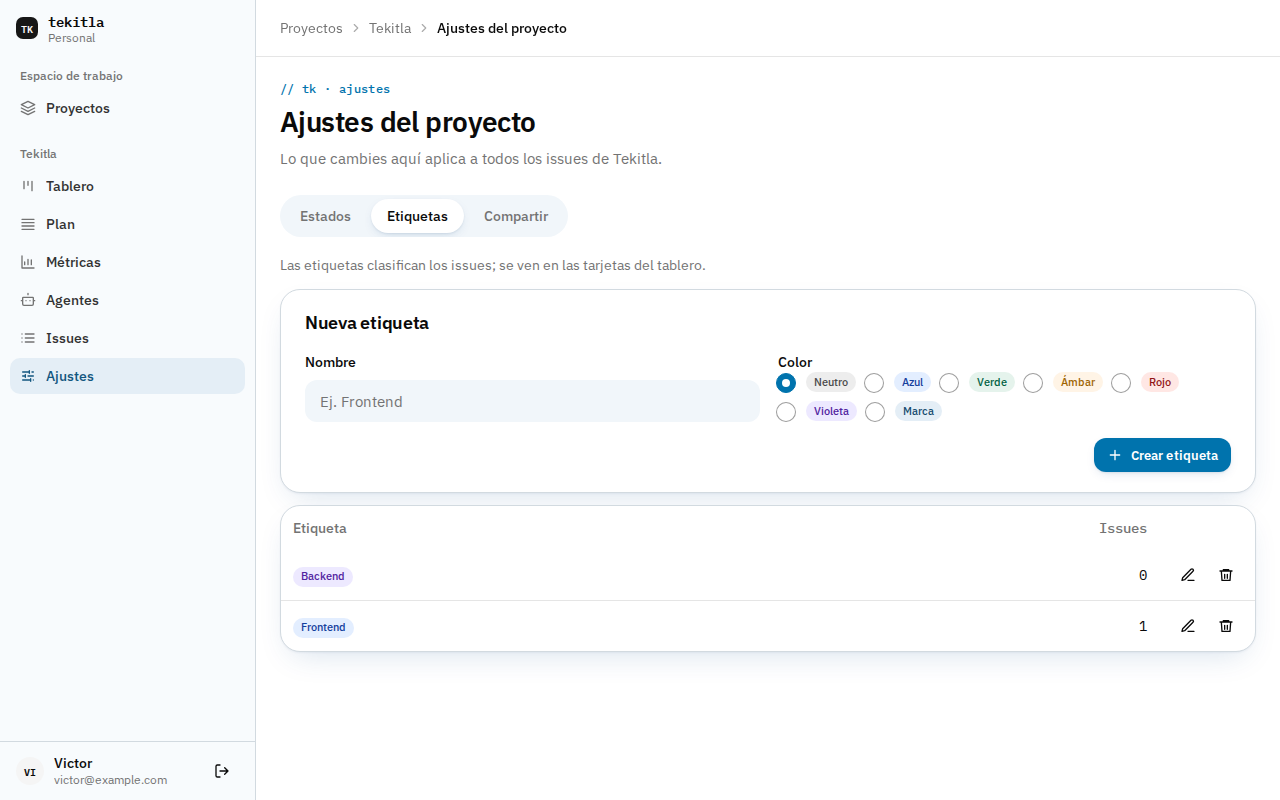 TK
tekitla
Personal
Espacio de trabajo
Proyectos
Tekitla
Tablero
Plan
Métricas
Agentes
Issues
Ajustes
VI
Victor
victor@example.com
Proyectos > Tekitla > Ajustes del proyecto
// tk · ajustes
Ajustes del proyecto
Lo que cambies aquí aplica a todos los issues de Tekitla.
Estados Etiquetas Compartir
Las etiquetas clasifican los issues; se ven en las tarjetas del tablero.
Nueva etiqueta
Nombre
Ej. Frontend
Color
Neutro Azul Verde Ámbar Rojo
Violeta Marca
Crear etiqueta
Etiqueta Issues
Backend 0
Frontend 1